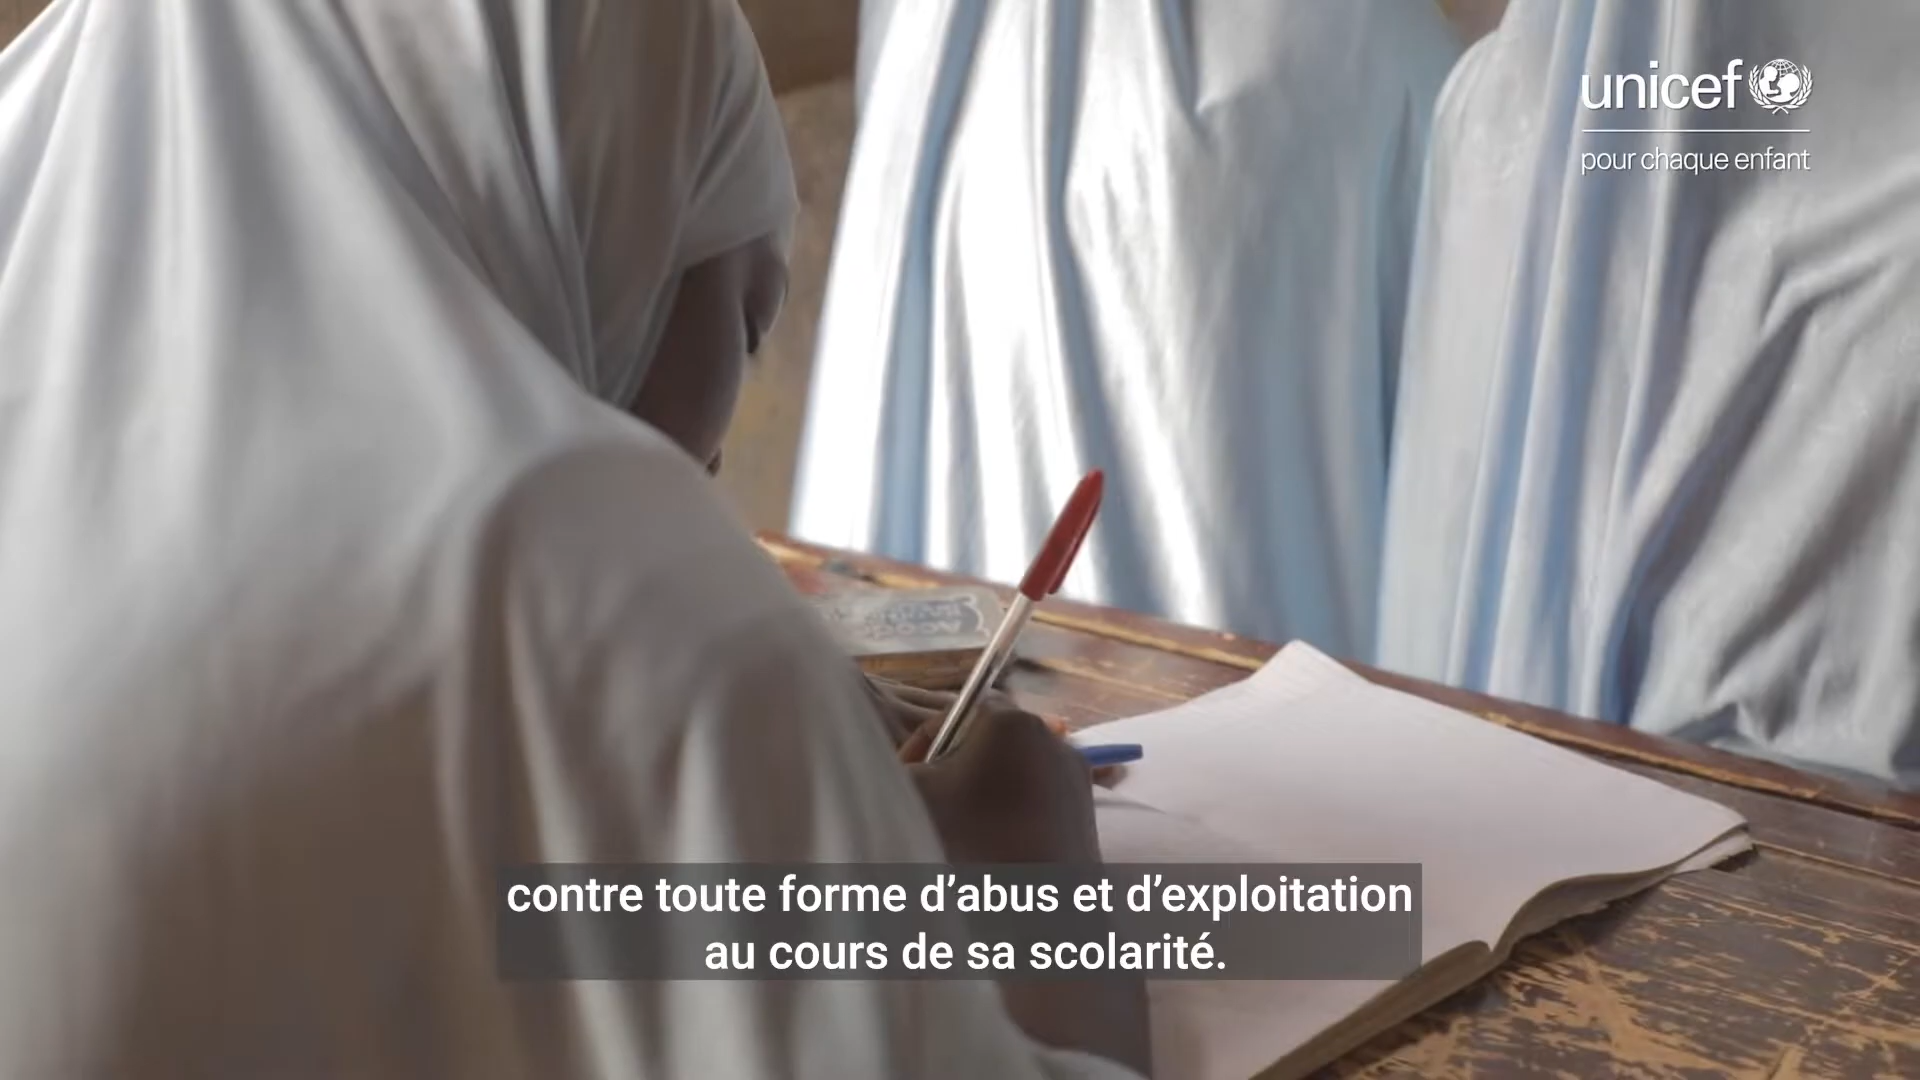 unicef
pour chaque enfant
contre toute forme d’abus et d’exploitation
au cours de sa scolarité.